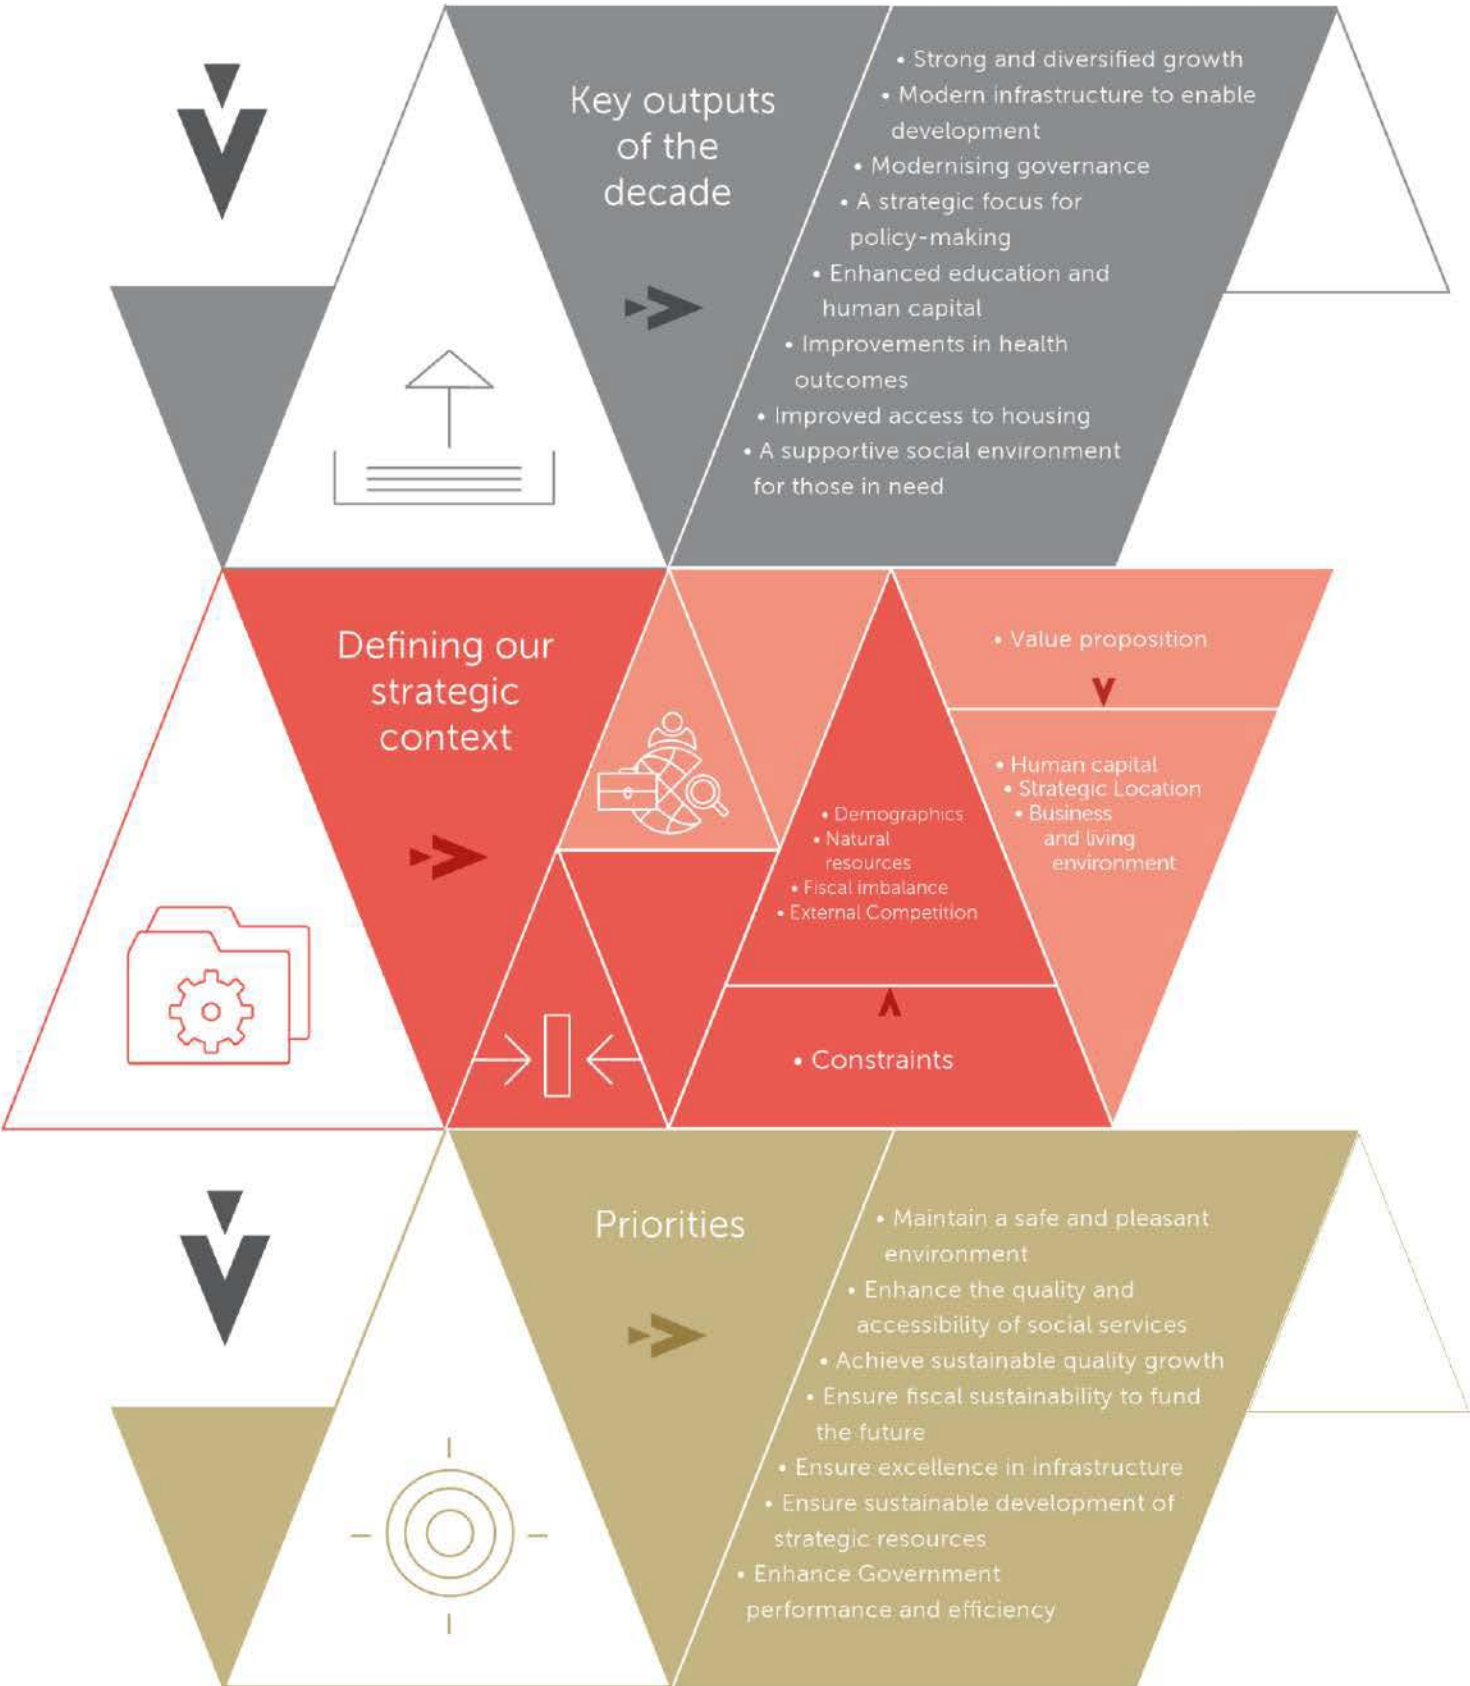 Key outputs
of the
decade
• Strong and diversified growth
• Modern infrastructure to enable
development
• Modernising governance
• A strategic focus for
policy-making
• Enhanced education and
human capital
• Improvements in health
outcomes
• Improved access to housing
• A supportive social environment
for those in need
Defining our
strategic
context
• Value proposition
• Human capital
• Strategic Location
• Business
and living
environment
• Demographics
• Natural
resources
• Fiscal imbalance
• External Competition
• Constraints
Priorities
• Maintain a safe and pleasant
environment
• Enhance the quality and
accessibility of social services
• Achieve sustainable quality growth
• Ensure fiscal sustainability to fund
the future
• Ensure excellence in infrastructure
• Ensure sustainable development of
strategic resources
• Enhance Government
performance and efficiency